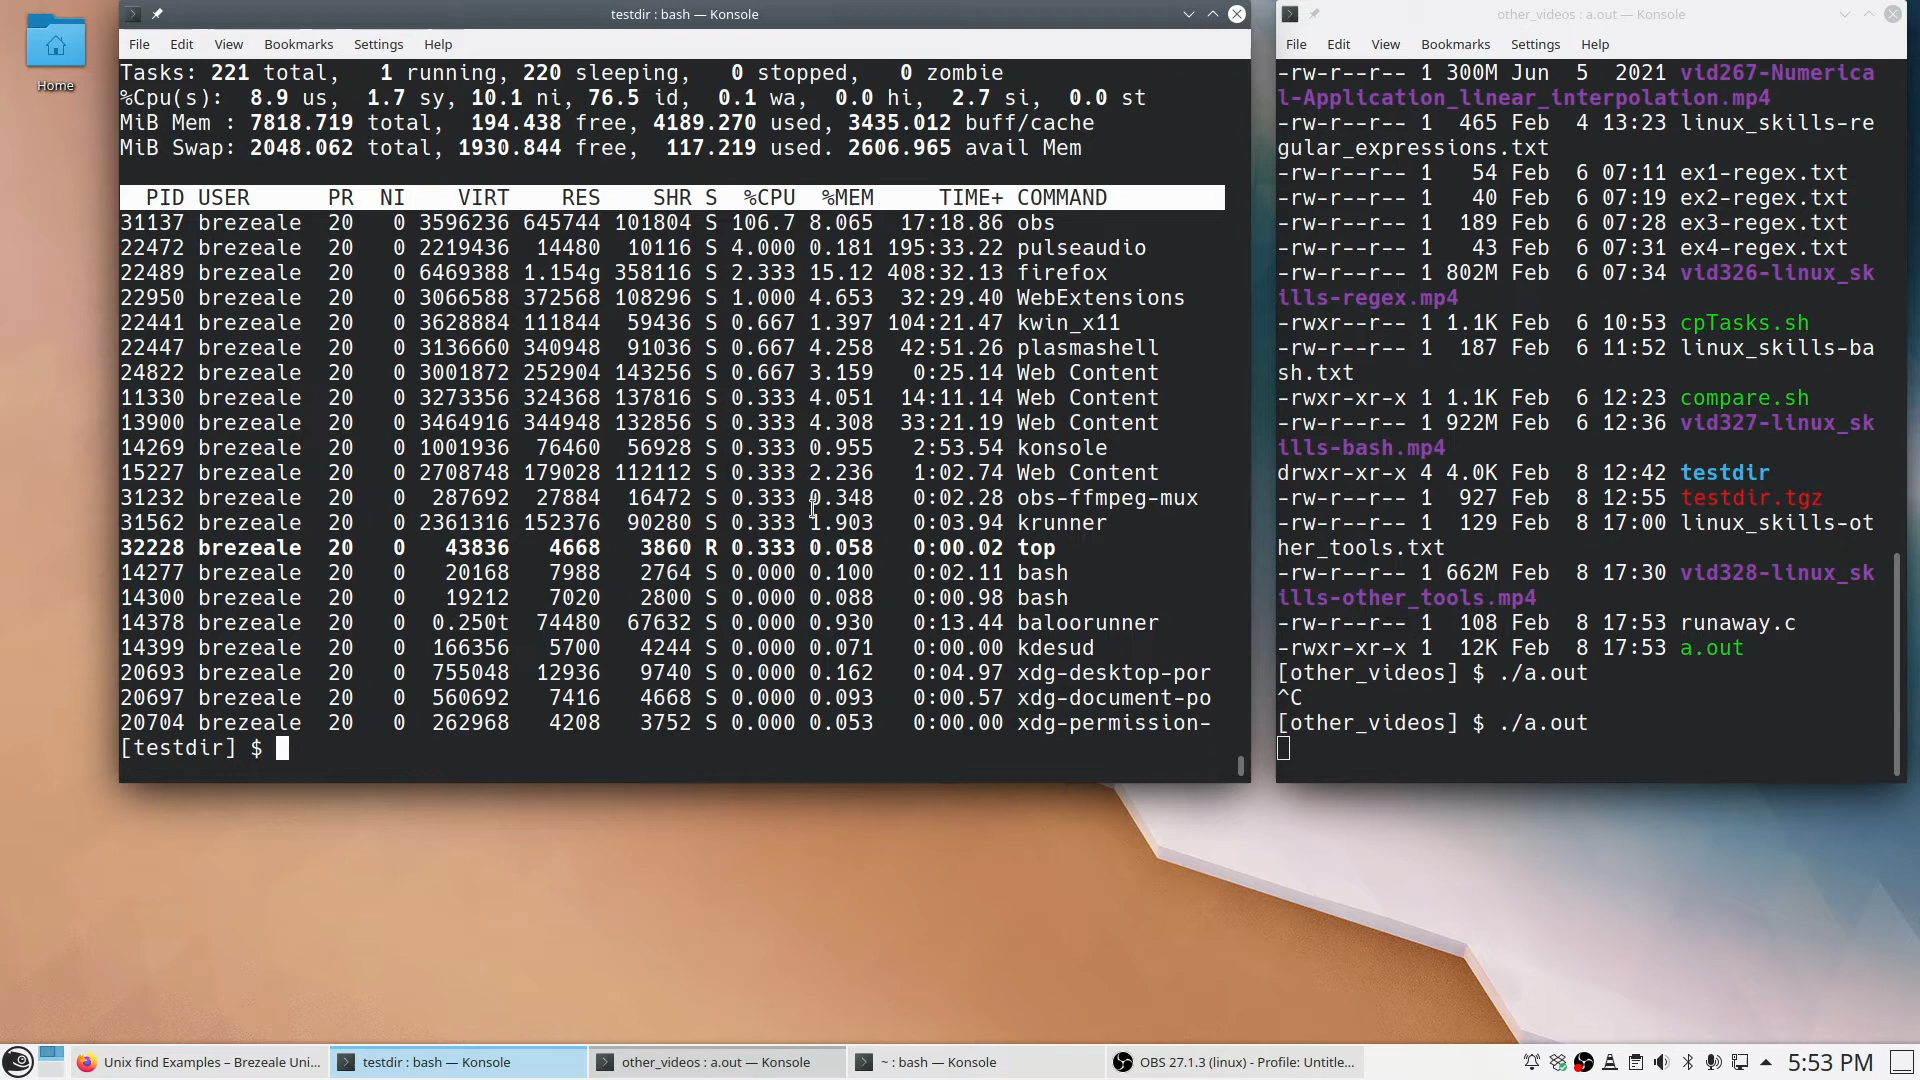 Home
testdir : bash — Konsole
File Edit View Bookmarks Settings Help
Tasks: 221 total, 1 running, 220 sleeping, 0 stopped, 0 zombie
%Cpu(s): 8.9 us, 1.7 sy, 10.1 ni, 76.5 id, 0.1 wa, 0.0 hi, 2.7 si, 0.0 st
MiB Mem : 7818.719 total, 194.438 free, 4189.270 used, 3435.012 buff/cache
MiB Swap: 2048.062 total, 1930.844 free, 117.219 used. 2606.965 avail Mem
PID USER PR NI VIRT RES SHR S %CPU %MEM TIME+ COMMAND
31137 brezeale 20 0 3596236 645744 101804 S 106.7 8.065 17:18.86 obs
22472 brezeale 20 0 2219436 14480 10116 S 4.000 0.181 195:33.22 pulseaudio
22489 brezeale 20 0 6469388 1.154g 358116 S 2.333 15.12 408:32.13 firefox
22950 brezeale 20 0 3066588 372568 108296 S 1.000 4.653 32:29.40 WebExtensions
22441 brezeale 20 0 3628884 111844 59436 S 0.667 1.397 104:21.47 kwin_x11
22447 brezeale 20 0 3136660 340948 91036 S 0.667 4.258 42:51.26 plasmashell
24822 brezeale 20 0 3001872 252904 143256 S 0.667 3.159 0:25.14 Web Content
11330 brezeale 20 0 3273356 324368 137816 S 0.333 4.051 14:11.14 Web Content
13900 brezeale 20 0 3464916 344948 132856 S 0.333 4.308 33:21.19 Web Content
14269 brezeale 20 0 1001936 76460 56928 S 0.333 0.955 2:53.54 konsole
15227 brezeale 20 0 2708748 179028 112112 S 0.333 2.236 1:02.74 Web Content
31232 brezeale 20 0 287692 27884 16472 S 0.333 0.348 0:02.28 obs-ffmpeg-mux
31562 brezeale 20 0 2361316 152376 90280 S 0.333 1.903 0:03.94 krunner
32228 brezeale 20 0 43836 4668 3860 R 0.333 0.058 0:00.02 top
14277 brezeale 20 0 20168 7988 2764 S 0.000 0.100 0:02.11 bash
14300 brezeale 20 0 19212 7020 2800 S 0.000 0.088 0:00.98 bash
14378 brezeale 20 0 0.250t 74480 67632 S 0.000 0.930 0:13.44 baloorunner
14399 brezeale 20 0 166356 5700 4244 S 0.000 0.071 0:00.00 kdesud
20693 brezeale 20 0 755048 12936 9740 S 0.000 0.162 0:04.97 xdg-desktop-por
20697 brezeale 20 0 560692 7416 4668 S 0.000 0.093 0:00.57 xdg-document-po
20704 brezeale 20 0 262968 4208 3752 S 0.000 0.053 0:00.00 xdg-permission-
[testdir] $
other_videos : a.out — Konsole
File Edit View Bookmarks Settings Help
-rw-r--r-- 1 300M Jun 5 2021 vid267-Numerica
l-Application_linear_interpolation.mp4
-rw-r--r-- 1 465 Feb 4 13:23 linux_skills-re
gular_expressions.txt
-rw-r--r-- 1 54 Feb 6 07:11 ex1-regex.txt
-rw-r--r-- 1 40 Feb 6 07:19 ex2-regex.txt
-rw-r--r-- 1 189 Feb 6 07:28 ex3-regex.txt
-rw-r--r-- 1 43 Feb 6 07:31 ex4-regex.txt
-rw-r--r-- 1 802M Feb 6 07:34 vid326-linux_sk
ills-regex.mp4
-rwxr--r-- 1 1.1K Feb 6 10:53 cpTasks.sh
-rw-r--r-- 1 187 Feb 6 11:52 linux_skills-ba
sh.txt
-rwxr-xr-x 1 1.1K Feb 6 12:23 compare.sh
-rw-r--r-- 1 922M Feb 6 12:36 vid327-linux_sk
ills-bash.mp4
drwxr-xr-x 4 4.0K Feb 8 12:42 testdir
-rw-r--r-- 1 927 Feb 8 12:55 testdir.tgz
-rw-r--r-- 1 129 Feb 8 17:00 linux_skills-ot
her_tools.txt
-rw-r--r-- 1 662M Feb 8 17:30 vid328-linux_sk
ills-other_tools.mp4
-rw-r--r-- 1 108 Feb 8 17:53 runaway.c
-rwxr-xr-x 1 12K Feb 8 17:53 a.out
[other_videos] $ ./a.out
^C
[other_videos] $ ./a.out
Unix find Examples – Brezeale Uni...
testdir : bash — Konsole
other_videos : a.out — Konsole
~ : bash — Konsole
OBS 27.1.3 (linux) - Profile: Untitle...
5:53 PM